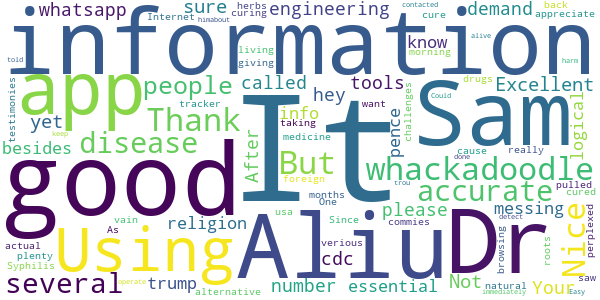 whatsapp
herbs
sure
engineering
demand
back
appreciate
contacted
Internet
himabout
curing
cure
alive
information
living
giving
know
morning
told
app
people
called
tools
Excellent
drugs
testimonies
tracker
hey
Could
harm
Sam
yet
Thank
info
want
challenges
logical
besides
disease
After
taking
medicine
pence
It
good
But
foreign
cause
really
whackadoodle
keep
months
One
done
trou
cured
vain
religion
usa
Since
please
accurate
messing
pulled
perplexed
As
actual
plenty
Using
Aliu
Dr
Nice
verious
commies
detect
roots
Syphilis
trump
cdc
browsing
saw
several
alternative
number
essential
Not
Your
natural
operate
immediately
Easy